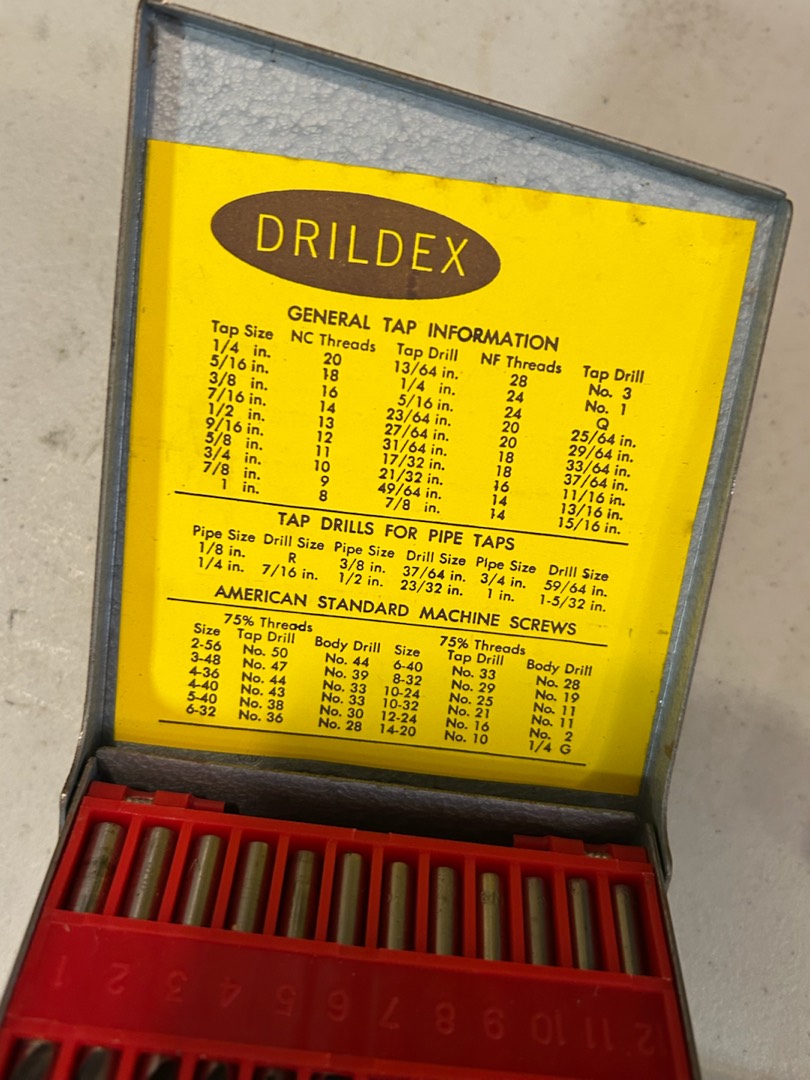 DRILDEX
GENERAL TAP INFORMATION
Tap Size NC Threads Tap Drill NF Threads Tap Drill
1/4 in. 20 13/64 in. 28 No. 3
5/16 in. 18 1/4 in. 24 No. 1
3/8 in. 16 5/16 in. 24 Q
7/16 in. 14 23/64 in. 20 25/64 in.
1/2 in. 13 27/64 in. 20 29/64 in.
9/16 in. 12 31/64 in. 18 33/64 in.
5/8 in. 11 17/32 in. 18 37/64 in.
3/4 in. 10 21/32 in. 16 11/16 in.
7/8 in. 9 49/64 in. 14 13/16 in.
1 in. 8 7/8 in. 14 15/16 in.
TAP DRILLS FOR PIPE TAPS
Pipe Size Drill Size Pipe Size Drill Size Pipe Size Drill Size
1/8 in. R 3/8 in. 37/64 in. 3/4 in. 59/64 in.
1/4 in. 7/16 in. 1/2 in. 23/32 in. 1 in. 1-5/32 in.
AMERICAN STANDARD MACHINE SCREWS
75% Threads 75% Threads
Size Tap Drill Body Drill Size Tap Drill Body Drill
2-56 No. 50 No. 44 6-40 No. 33 No. 28
3-48 No. 47 No. 39 8-32 No. 29 No. 19
4-36 No. 44 No. 33 10-24 No. 25 No. 11
4-40 No. 43 No. 33 10-32 No. 21 No. 11
5-40 No. 38 No. 30 12-24 No. 16 No. 2
6-32 No. 36 No. 28 14-20 No. 10 1/4 G
1 2 3 4 5 6 7 8 9 10 11 12